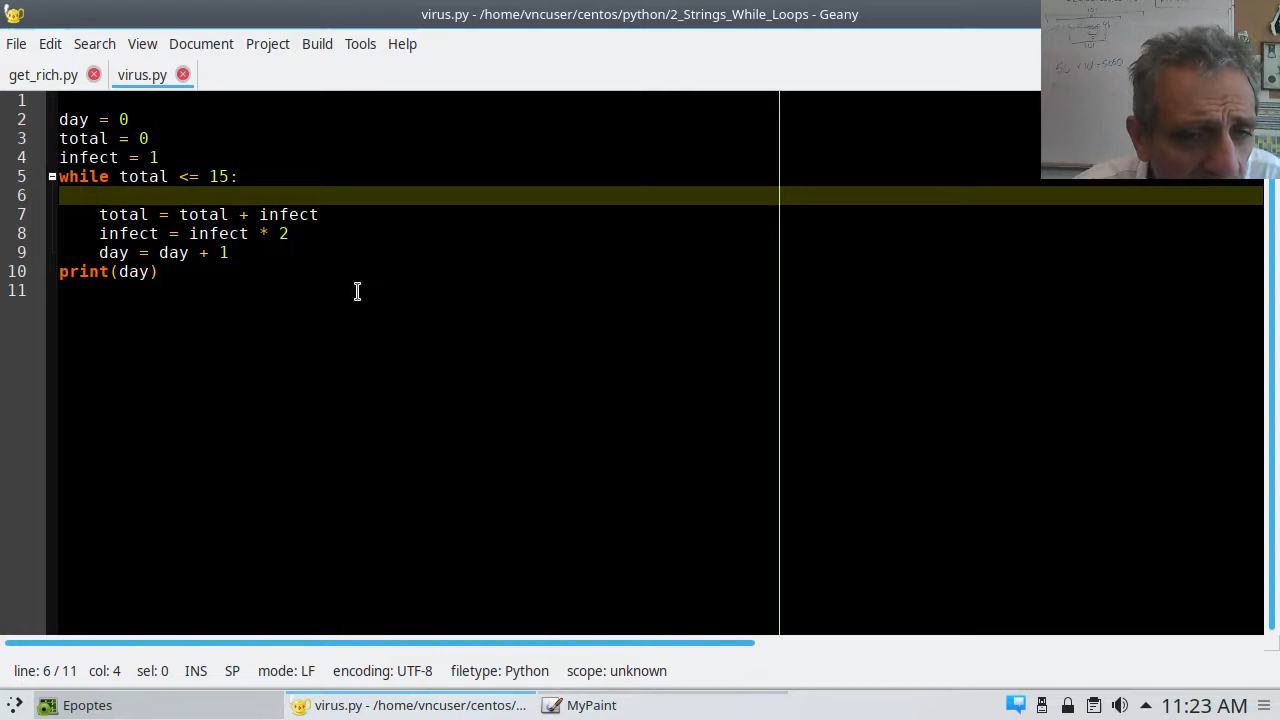 virus.py - /home/vncuser/centos/python/2_Strings_While_Loops - Geany
File Edit Search View Document Project Build Tools Help
get_rich.py virus.py
1
2 day = 0
3 total = 0
4 infect = 1
5 while total <= 15:
6
7 total = total + infect
8 infect = infect * 2
9 day = day + 1
10 print(day)
11
line: 6 / 11 col: 4 sel: 0 INS SP mode: LF encoding: UTF-8 filetype: Python scope: unknown
Epoptes virus.py - /home/vncuser/centos/... MyPaint 11:23 AM